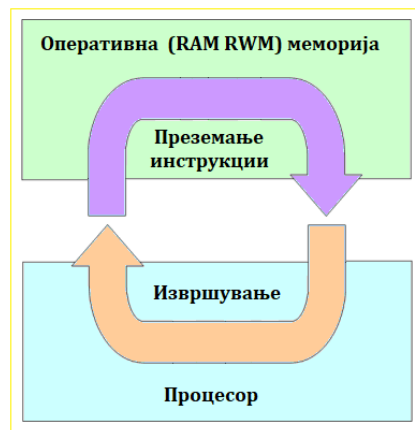 Оперативна (RAM RWM) меморија
Преземање
инструкции
Извршување
Процесор